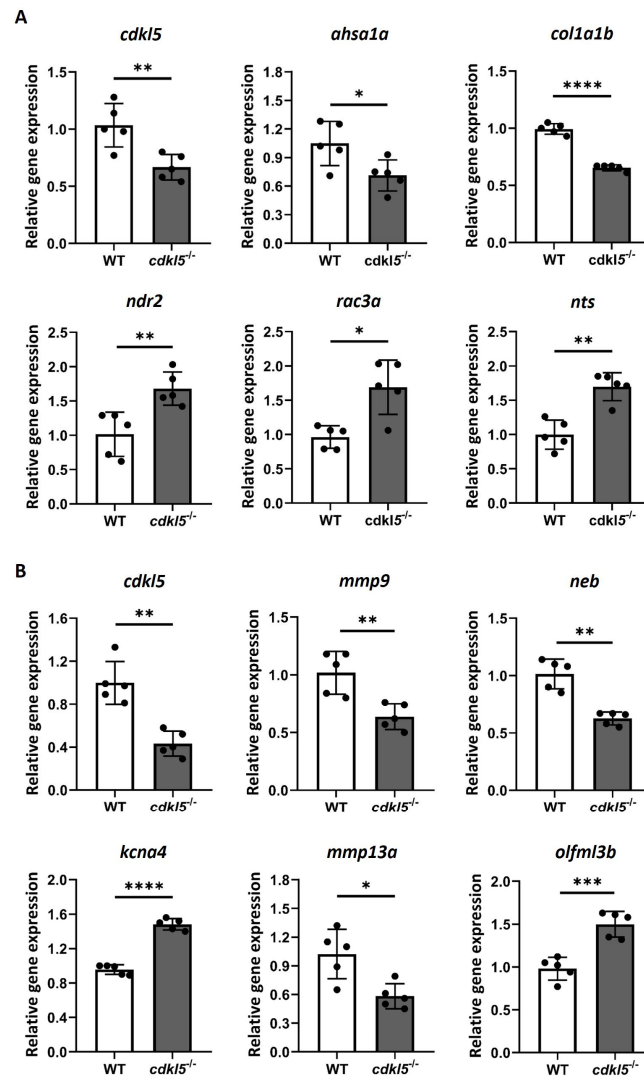 A
cdkl5 ahsa1a col1a1b
Relative gene expression Relative gene expression Relative gene expression
** * ****
1.5 1.8 1.5
1.5
1.0 1.2 1.0
0.9
0.5 0.6 0.5
0.3
0.0 0.0 0.0
WT cdkl5-/- WT cdkl5-/- WT cdkl5-/-
ndr2 rac3a nts
Relative gene expression Relative gene expression Relative gene expression
** * **
2.5 2.5 2.5
2.0 2.0 2.0
1.5 1.5 1.5
1.0 1.0 1.0
0.5 0.5 0.5
0.0 0.0 0.0
WT cdkl5-/- WT cdkl5-/- WT cdkl5-/-
B
cdkl5 mmp9 neb
Relative gene expression Relative gene expression Relative gene expression
** ** **
1.6 1.5 1.5
1.2
1.0 1.0
0.8
0.5 0.5
0.4
0.0 0.0 0.0
WT cdkl5-/- WT cdkl5-/- WT cdkl5-/-
kcna4 mmp13a olfml3b
Relative gene expression Relative gene expression Relative gene expression
**** * ***
2.0 1.8 2.0
1.6 1.5 1.5
1.2 1.2
0.9 1.0
0.8 0.6
0.4 0.3 0.5
0.0 0.0 0.0
WT cdkl5-/- WT cdkl5-/- WT cdkl5-/-